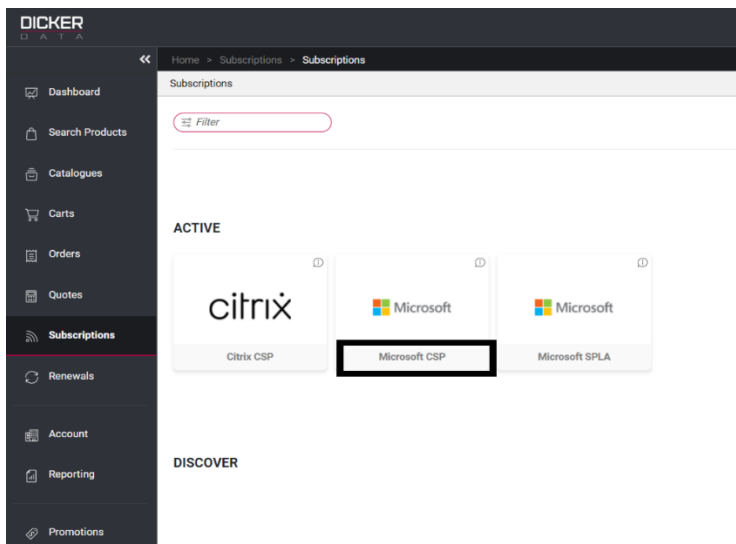 DICKER
DATA
Home > Subscriptions > Subscriptions
Subscriptions
Filter
Dashboard
Search Products
Catalogues
Carts
Orders
Quotes
Subscriptions
Renewals
Account
Reporting
Promotions
ACTIVE
citrix
Microsoft
Microsoft
Citrix CSP
Microsoft CSP
Microsoft SPLA
DISCOVER